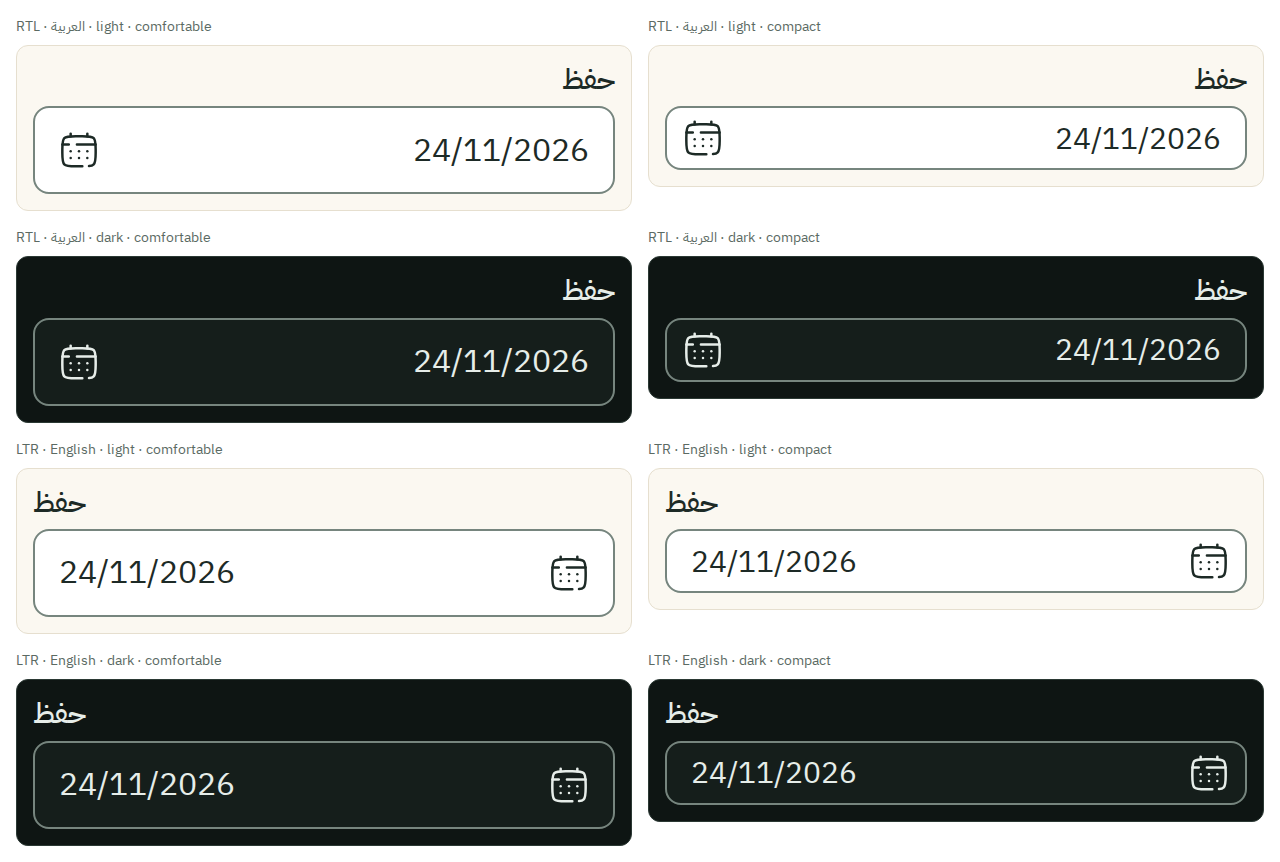 RTL · العربية · light · comfortable
حفظ
24/11/2026
RTL · العربية · light · compact
حفظ
24/11/2026
RTL · العربية · dark · comfortable
حفظ
24/11/2026
RTL · العربية · dark · compact
حفظ
24/11/2026
LTR · English · light · comfortable
حفظ
24/11/2026
LTR · English · light · compact
حفظ
24/11/2026
LTR · English · dark · comfortable
حفظ
24/11/2026
LTR · English · dark · compact
حفظ
24/11/2026